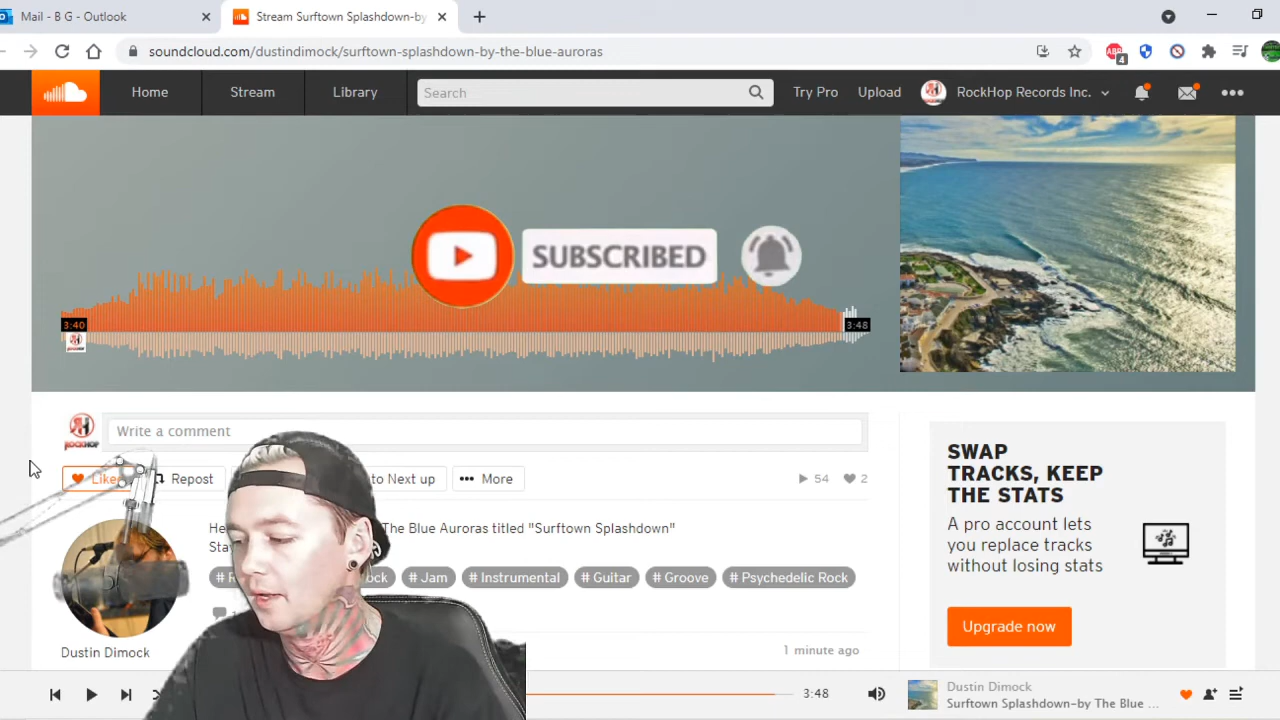 Mail - B G - Outlook
Stream Surftown Splashdown-by
soundcloud.com/dustindimock/surftown-splashdown-by-the-blue-auroras
4
Home
Stream
Library
Search
Try Pro
Upload
RockHop Records Inc.
SUBSCRIBED
3:40
3:48
ROCKHOP
Write a comment
Repost
to Next up
More
54
2
The Blue Auroras titled "Surftown Splashdown"
# Jam
# Instrumental
# Guitar
# Groove
# Psychedelic Rock
Dustin Dimock
1 minute ago
SWAP
TRACKS, KEEP
THE STATS
A pro account lets
you replace tracks
without losing stats
Upgrade now
3:48
Dustin Dimock
Surftown Splashdown-by The Blue ...